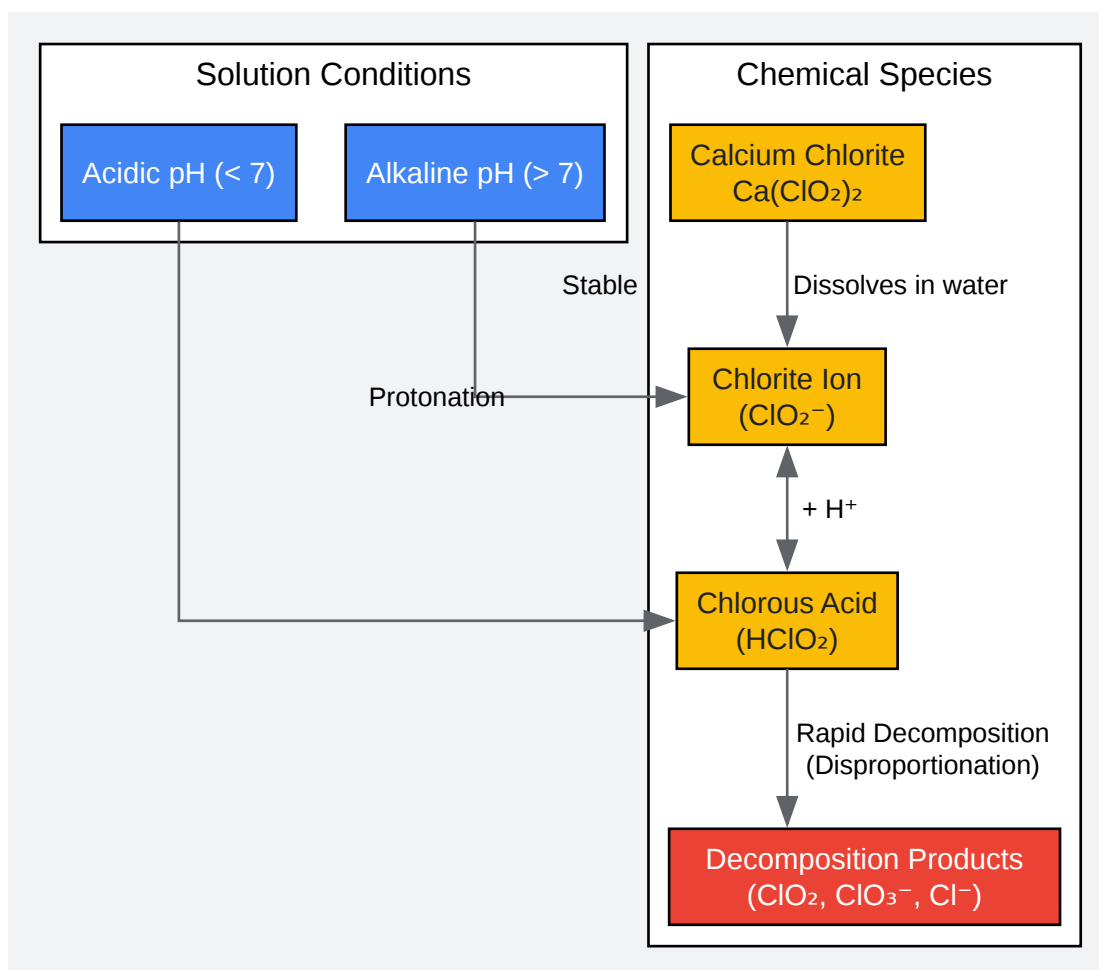 Solution Conditions
Acidic pH (< 7)
Alkaline pH (> 7)
Chemical Species
Calcium Chlorite
Ca(ClO₂)₂
Stable
Dissolves in water
Protonation
Chlorite Ion
(ClO₂⁻)
+ H⁺
Chlorous Acid
(HClO₂)
Rapid Decomposition
(Disproportionation)
Decomposition Products
(ClO₂, ClO₃⁻, Cl⁻)